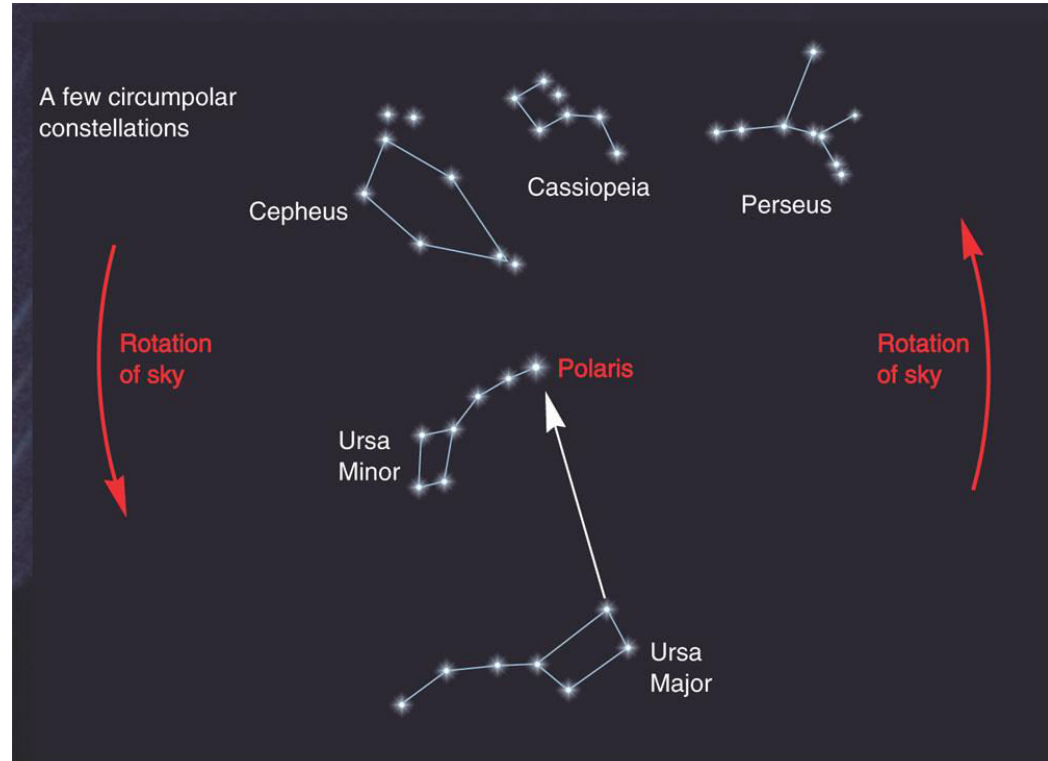 A few circumpolar
constellations
Cepheus
Cassiopeia
Perseus
Rotation
of sky
Polaris
Rotation
of sky
Ursa
Minor
Ursa
Major